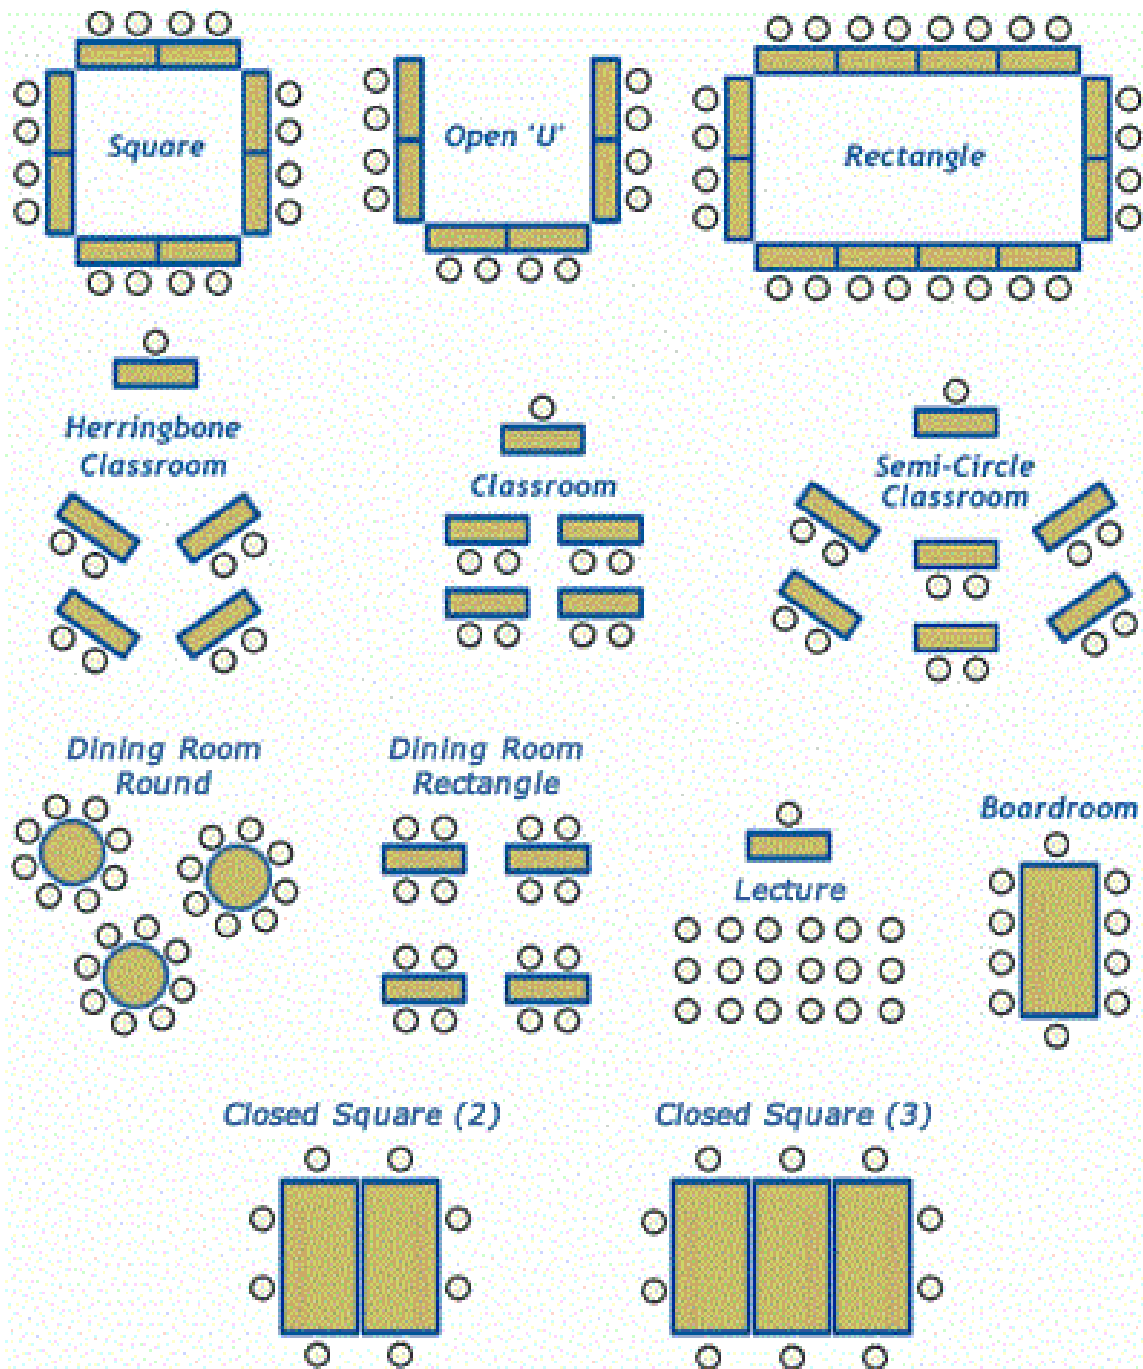 Square
Open 'U'
Rectangle
Herringbone
Classroom
Classroom
Semi-Circle
Classroom
Dining Room
Round
Dining Room
Rectangle
Lecture
Boardroom
Closed Square (2)
Closed Square (3)